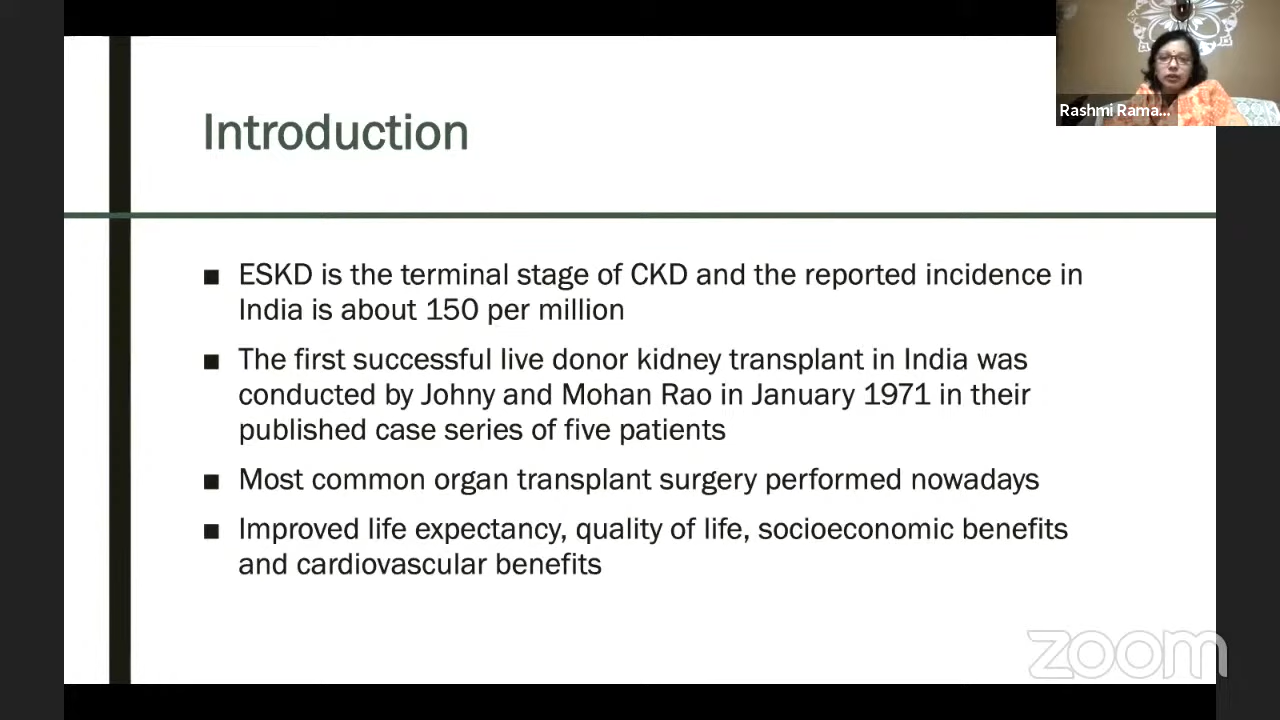 Rashmi Rama...
Introduction
■ ESKD is the terminal stage of CKD and the reported incidence in
India is about 150 per million
■ The first successful live donor kidney transplant in India was
conducted by Johny and Mohan Rao in January 1971 in their
published case series of five patients
■ Most common organ transplant surgery performed nowadays
■ Improved life expectancy, quality of life, socioeconomic benefits
and cardiovascular benefits
zoom